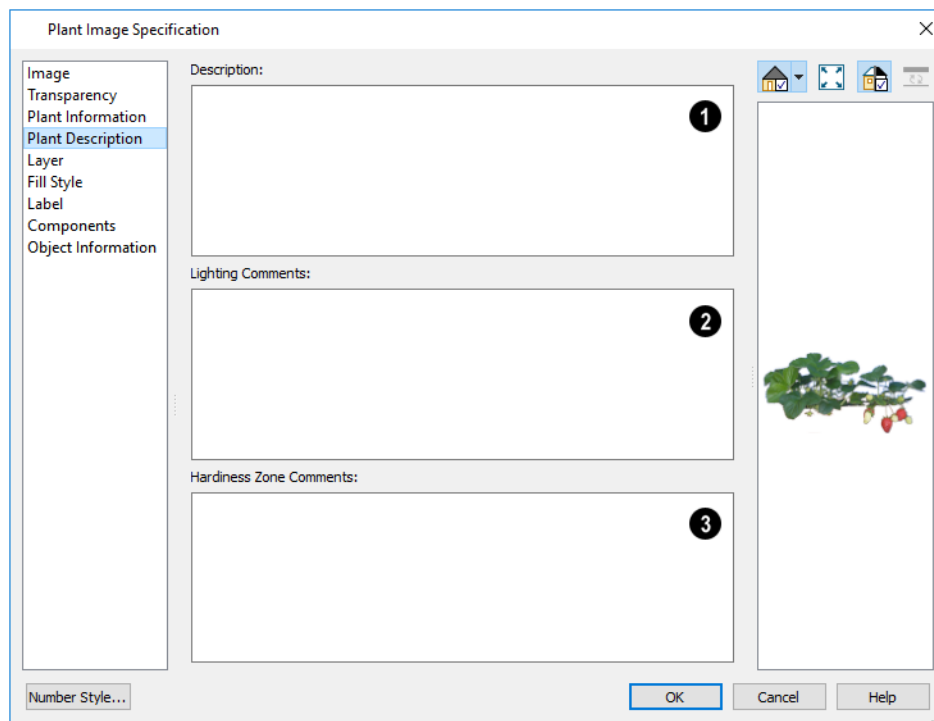 Plant Image Specification
Image
Transparency
Plant Information
Plant Description
Layer
Fill Style
Label
Components
Object Information
Description:
1
Lighting Comments:
2
Hardiness Zone Comments:
3
Number Style...
OK
Cancel
Help